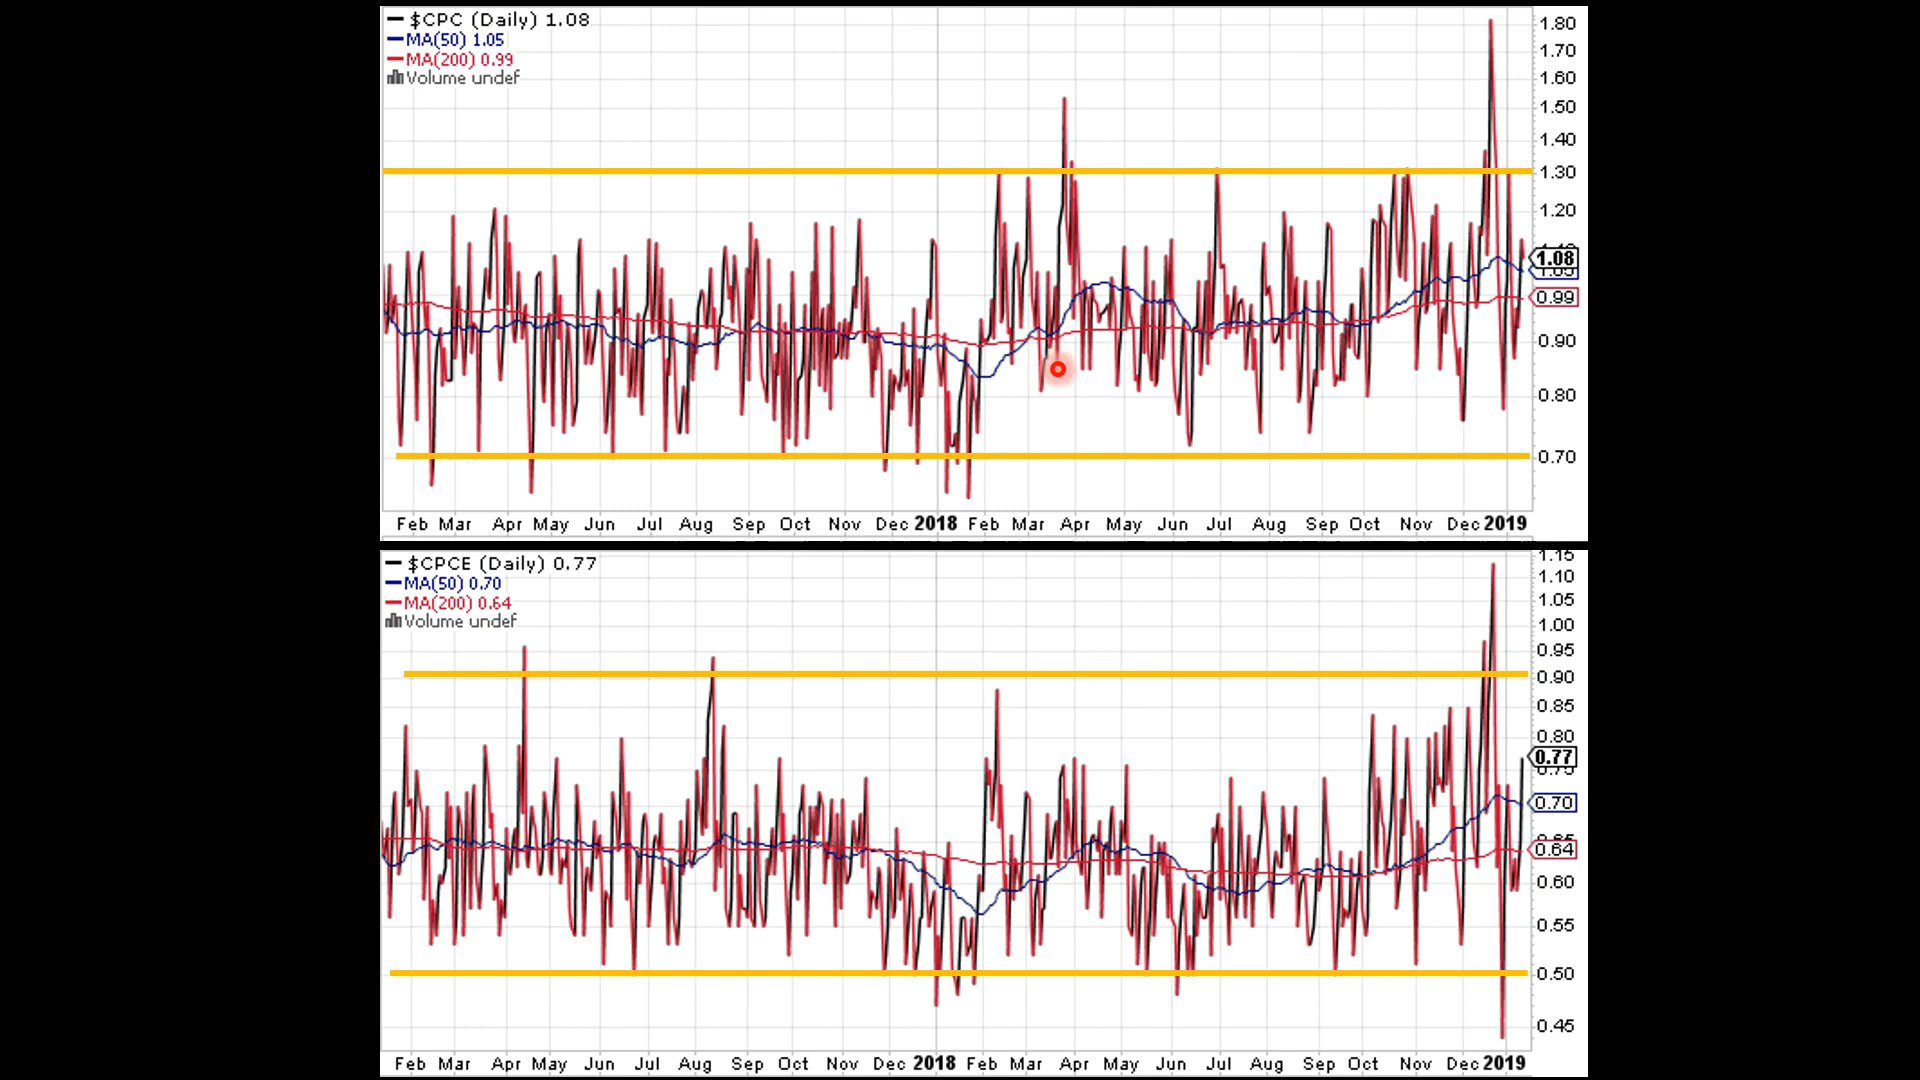 $CPC (Daily) 1.08
MA(50) 1.05
MA(200) 0.99
Volume undef
1.80
1.70
1.60
1.50
1.40
1.30
1.20
1.08
0.99
0.90
0.80
0.70
Feb Mar Apr May Jun Jul Aug Sep Oct Nov Dec 2018 Feb Mar Apr May Jun Jul Aug Sep Oct Nov Dec 2019
$CPCE (Daily) 0.77
MA(50) 0.70
MA(200) 0.64
Volume undef
1.15
1.10
1.05
1.00
0.95
0.90
0.85
0.80
0.77
0.70
0.64
0.60
0.55
0.50
0.45
Feb Mar Apr May Jun Jul Aug Sep Oct Nov Dec 2018 Feb Mar Apr May Jun Jul Aug Sep Oct Nov Dec 2019